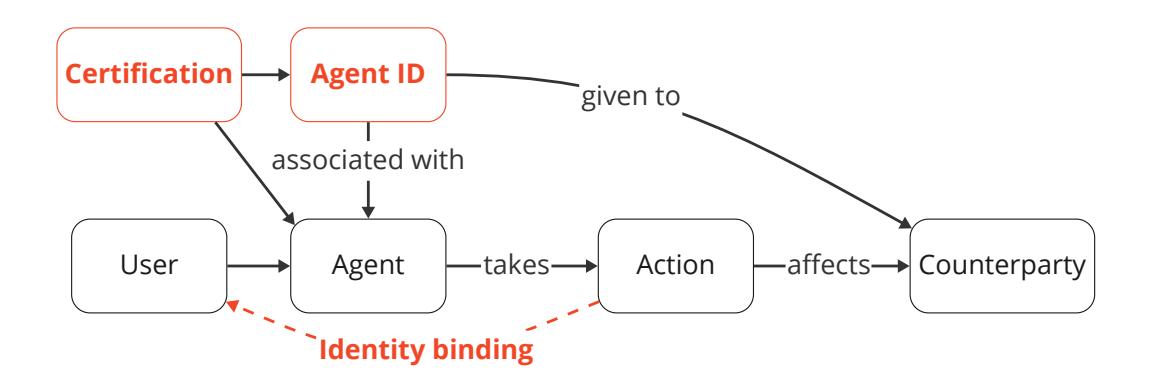 Certification
Agent ID
given to
associated with
User
Agent
takes
Action
affects
Counterparty
Identity binding